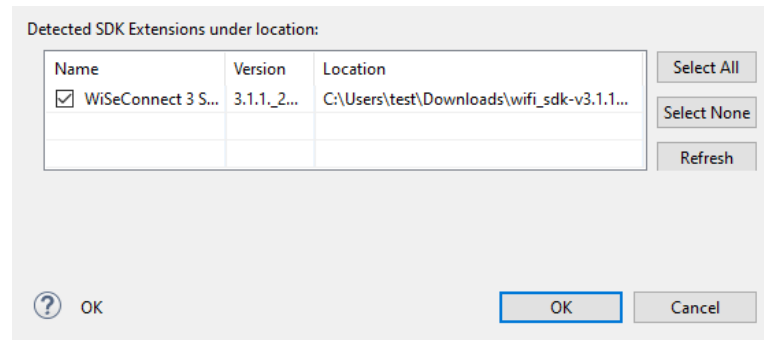 Detected SDK Extensions under location:
Name Version Location Select All
WiSeConnect 3 S... 3.1.1._2... C:\Users\test\Downloads\wifi_sdk-v3.1.1...
Select None
Refresh
? OK OK Cancel